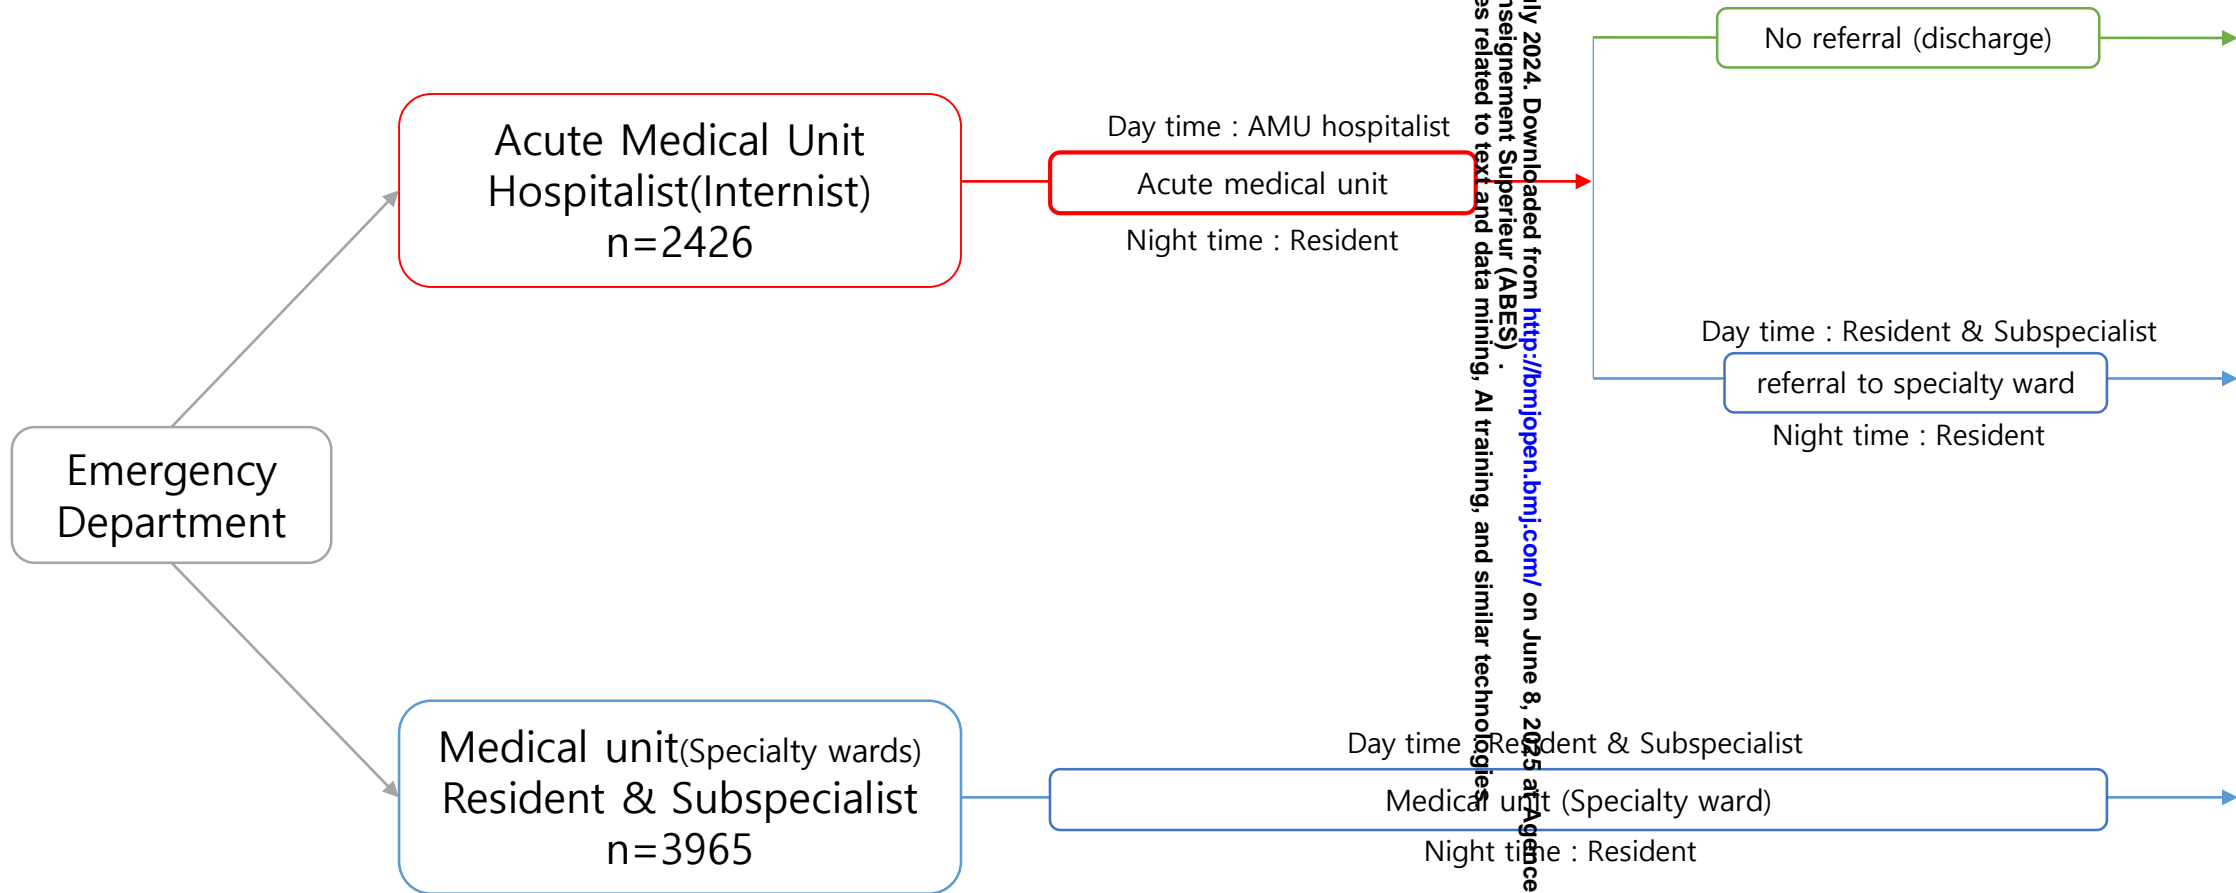 Emergency
Department
Acute Medical Unit
Hospitalist(Internist)
n=2426
Day time : AMU hospitalist
Acute medical unit
Night time : Resident
No referral (discharge)
Day time : Resident & Subspecialist
referral to specialty ward
Night time : Resident
Medical unit(Specialty wards)
Resident & Subspecialist
n=3965
Day time : Resident & Subspecialist
Medical unit (Specialty ward)
Night time : Resident
2024. Downloaded from http://bmjopen.bmj.com/ on June 8, 2025 at Agence
Superieur (ABES) .
related to text and data mining, AI training, and similar technologies.